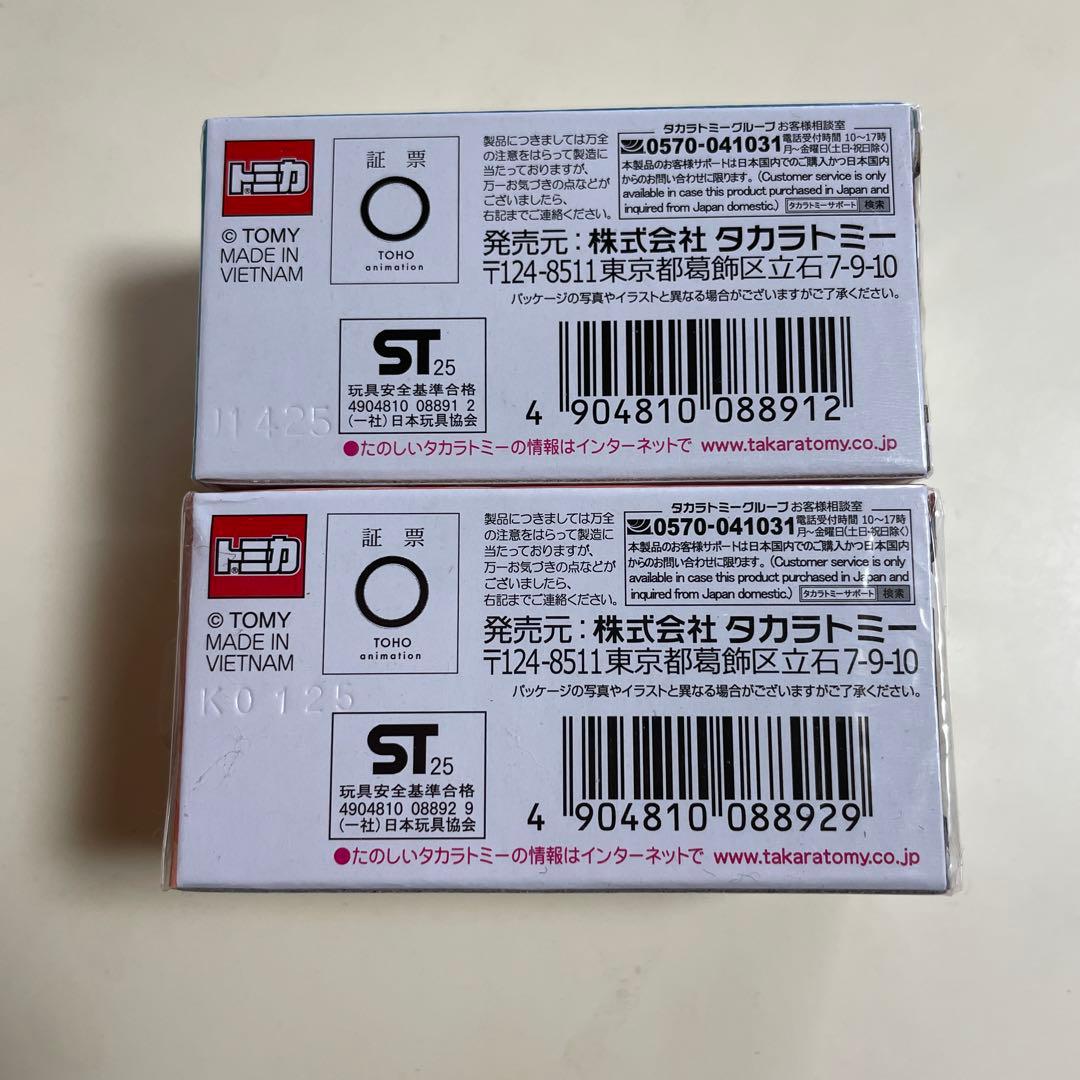 トミカ
®
© TOMY
MADE IN
VIETNAM
証 票
TOHO
animation
製品につきましては万全
の注意をはらって製造に
当たっておりますが、
万一お気づきの点などが
ございましたら、
右記までご連絡ください。
タカラトミーグループ お客様相談室
0570-041031 電話受付時間 10〜17時
月〜金曜日(土日・祝日除く)
本製品のお客様サポートは日本国内でのご購入かつ日本国内
からのお問い合わせに限ります。(Customer service is only
available in case this product purchased in Japan and
inquired from Japan domestic.) タカラトミーサポート 検索
発売元:株式会社 タカラトミー
〒124-8511東京都葛飾区立石7-9-10
パッケージの写真やイラストと異なる場合がございますがご了承ください。
J1425
ST25
玩具安全基準合格
4904810 08891 2
(一社)日本玩具協会
4 904810 088912
●たのしいタカラトミーの情報はインターネットで www.takaratomy.co.jp
トミカ
®
© TOMY
MADE IN
VIETNAM
K0125
証 票
TOHO
animation
製品につきましては万全
の注意をはらって製造に
当たっておりますが、
万一お気づきの点などが
ございましたら、
右記までご連絡ください。
タカラトミーグループ お客様相談室
0570-041031 電話受付時間 10〜17時
月〜金曜日(土日・祝日除く)
本製品のお客様サポートは日本国内でのご購入かつ日本国内
からのお問い合わせに限ります。(Customer service is only
available in case this product purchased in Japan and
inquired from Japan domestic.) タカラトミーサポート 検索
発売元:株式会社 タカラトミー
〒124-8511東京都葛飾区立石7-9-10
パッケージの写真やイラストと異なる場合がございますがご了承ください。
ST25
玩具安全基準合格
4904810 08892 9
(一社)日本玩具協会
4 904810 088929
●たのしいタカラトミーの情報はインターネットで www.takaratomy.co.jp